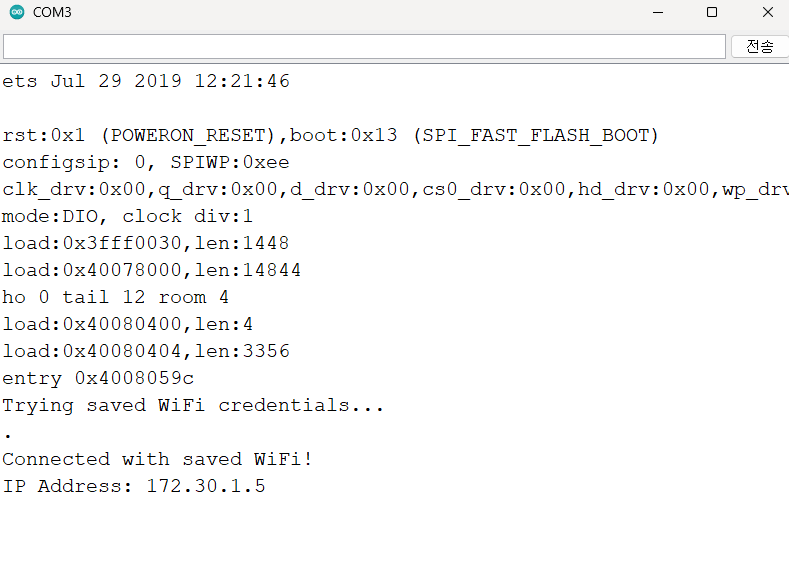 COM3
전송
ets Jul 29 2019 12:21:46
rst:0x1 (POWERON_RESET),boot:0x13 (SPI_FAST_FLASH_BOOT)
configsip: 0, SPIWP:0xee
clk_drv:0x00,q_drv:0x00,d_drv:0x00,cs0_drv:0x00,hd_drv:0x00,wp_drv
mode:DIO, clock div:1
load:0x3fff0030,len:1448
load:0x40078000,len:14844
ho 0 tail 12 room 4
load:0x40080400,len:4
load:0x40080404,len:3356
entry 0x4008059c
Trying saved WiFi credentials...
.
Connected with saved WiFi!
IP Address: 172.30.1.5